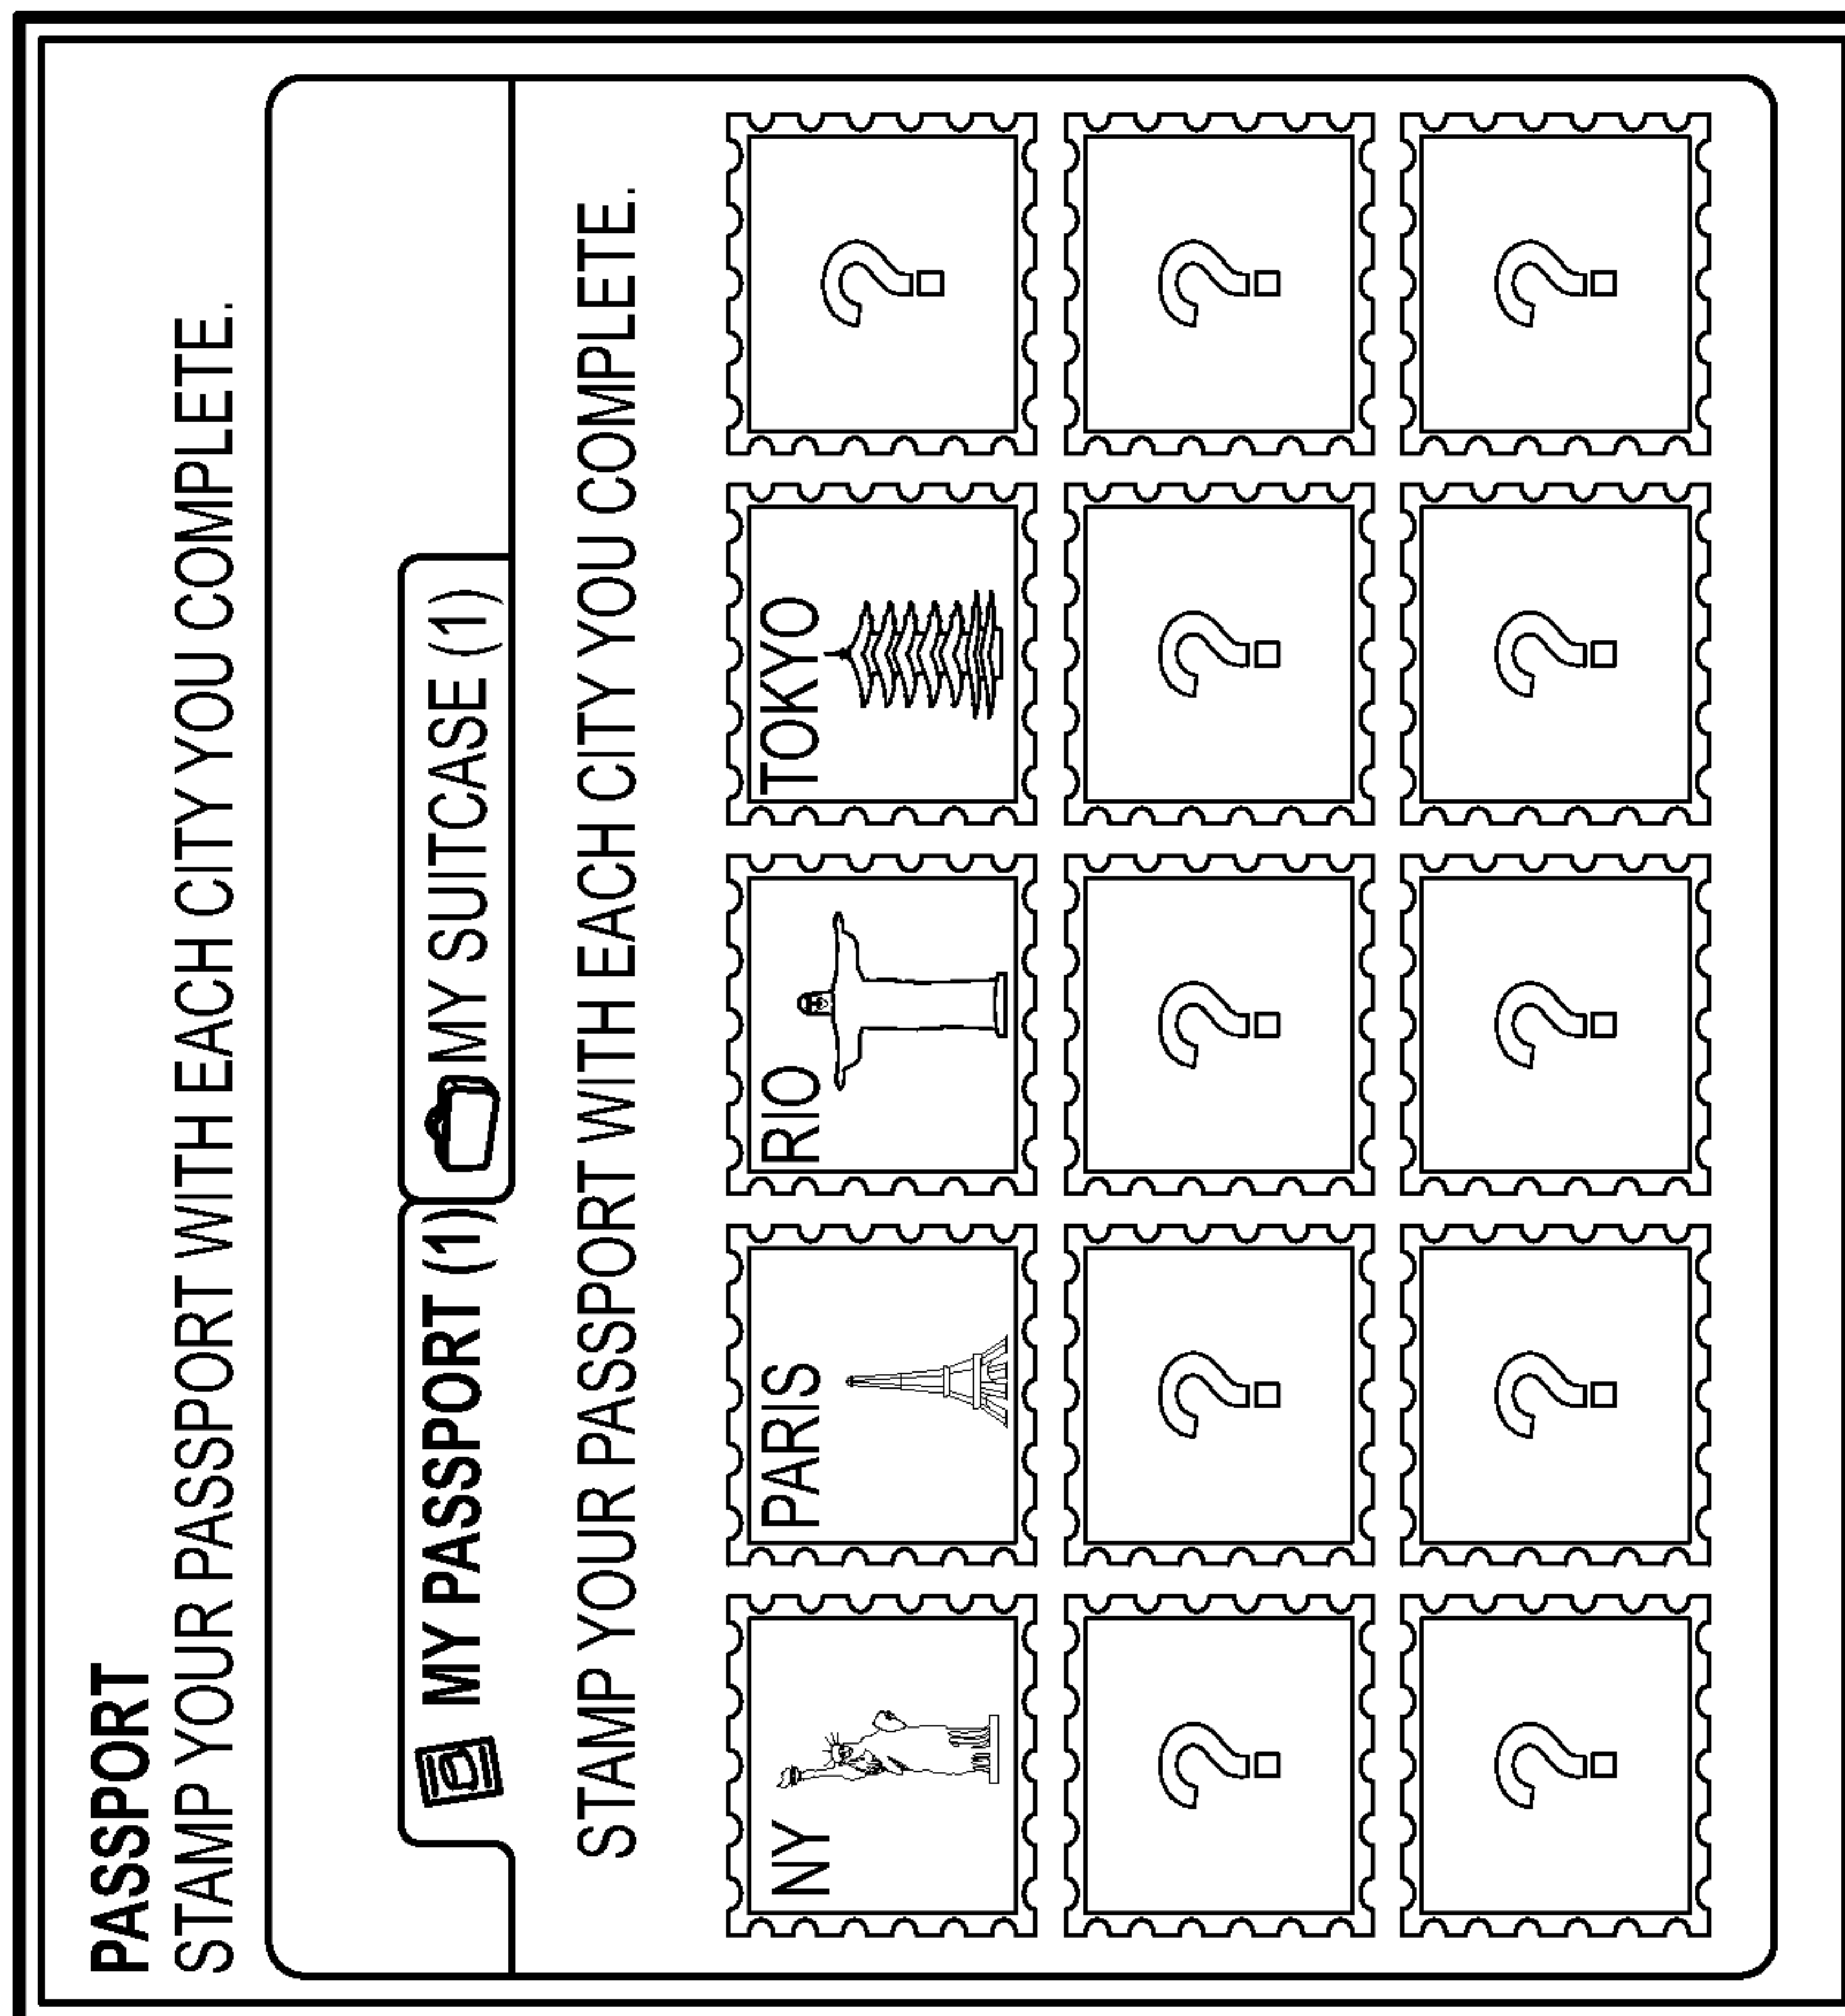 PASSPORT
STAMP YOUR PASSPORT WITH EACH CITY YOU COMPLETE.
MY PASSPORT (1) MY SUITCASE (1)
STAMP YOUR PASSPORT WITH EACH CITY YOU COMPLETE.
NY PARIS RIO TOKYO ?
? ? ? ? ?
? ? ? ? ?